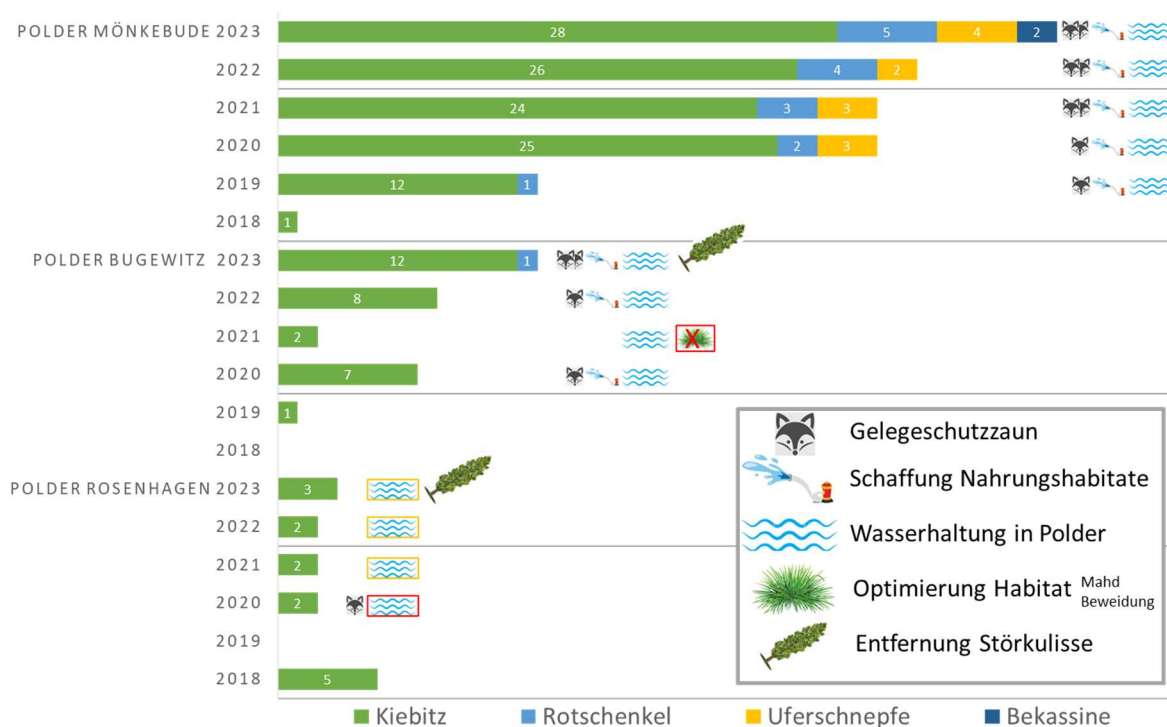 POLDER MÖNKEBUDE 2023 28 5 4 2
2022 26 4 2
2021 24 3 3
2020 25 2 3
2019 12 1
2018 1
POLDER BUGEWITZ 2023 12 1
2022 8
2021 2 X
2020 7
2019 1
2018
POLDER ROSENHAGEN 2023 3
2022 2
2021 2
2020 2
2019
2018 5
Gelegeschutzzaun
Schaffung Nahrungshabitate
Wasserhaltung in Polder
Optimierung Habitat Mahd
Beweidung
Entfernung Störkulisse
Kiebitz Rotschenkel Uferschnepfe Bekassine